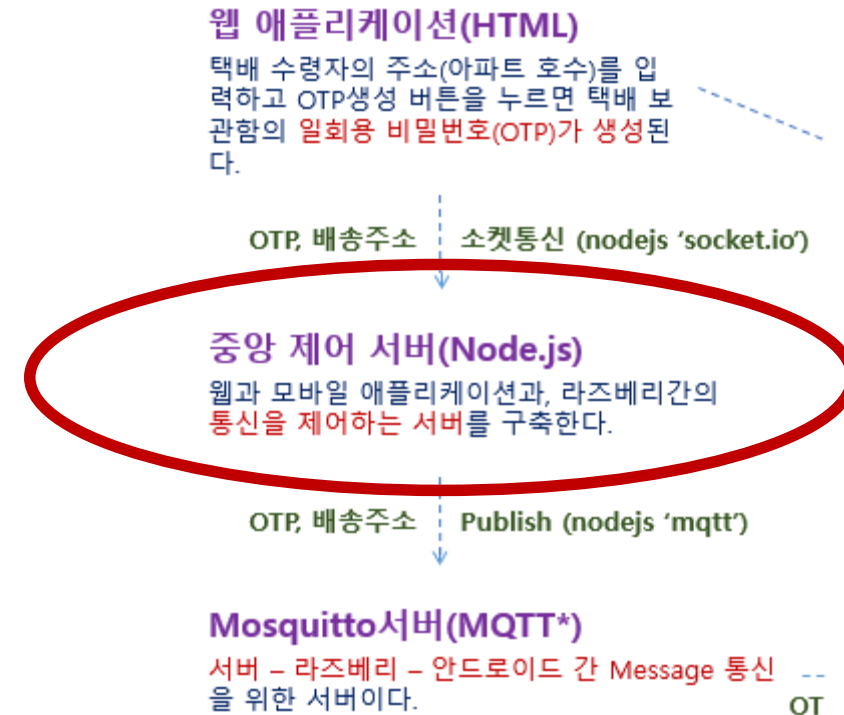 웹 애플리케이션(HTML)
택배 수령자의 주소(아파트 호수)를 입
력하고 OTP생성 버튼을 누르면 택배 보
관함의 일회용 비밀번호(OTP)가 생성된
다.
OTP, 배송주소 소켓통신 (nodejs ‘socket.io’)
중앙 제어 서버(Node.js)
웹과 모바일 애플리케이션과, 라즈베리간의
통신을 제어하는 서버를 구축한다.
OTP, 배송주소 Publish (nodejs ‘mqtt’)
Mosquitto서버(MQTT*)
서버 – 라즈베리 – 안드로이드 간 Message 통신
을 위한 서버이다.
OT